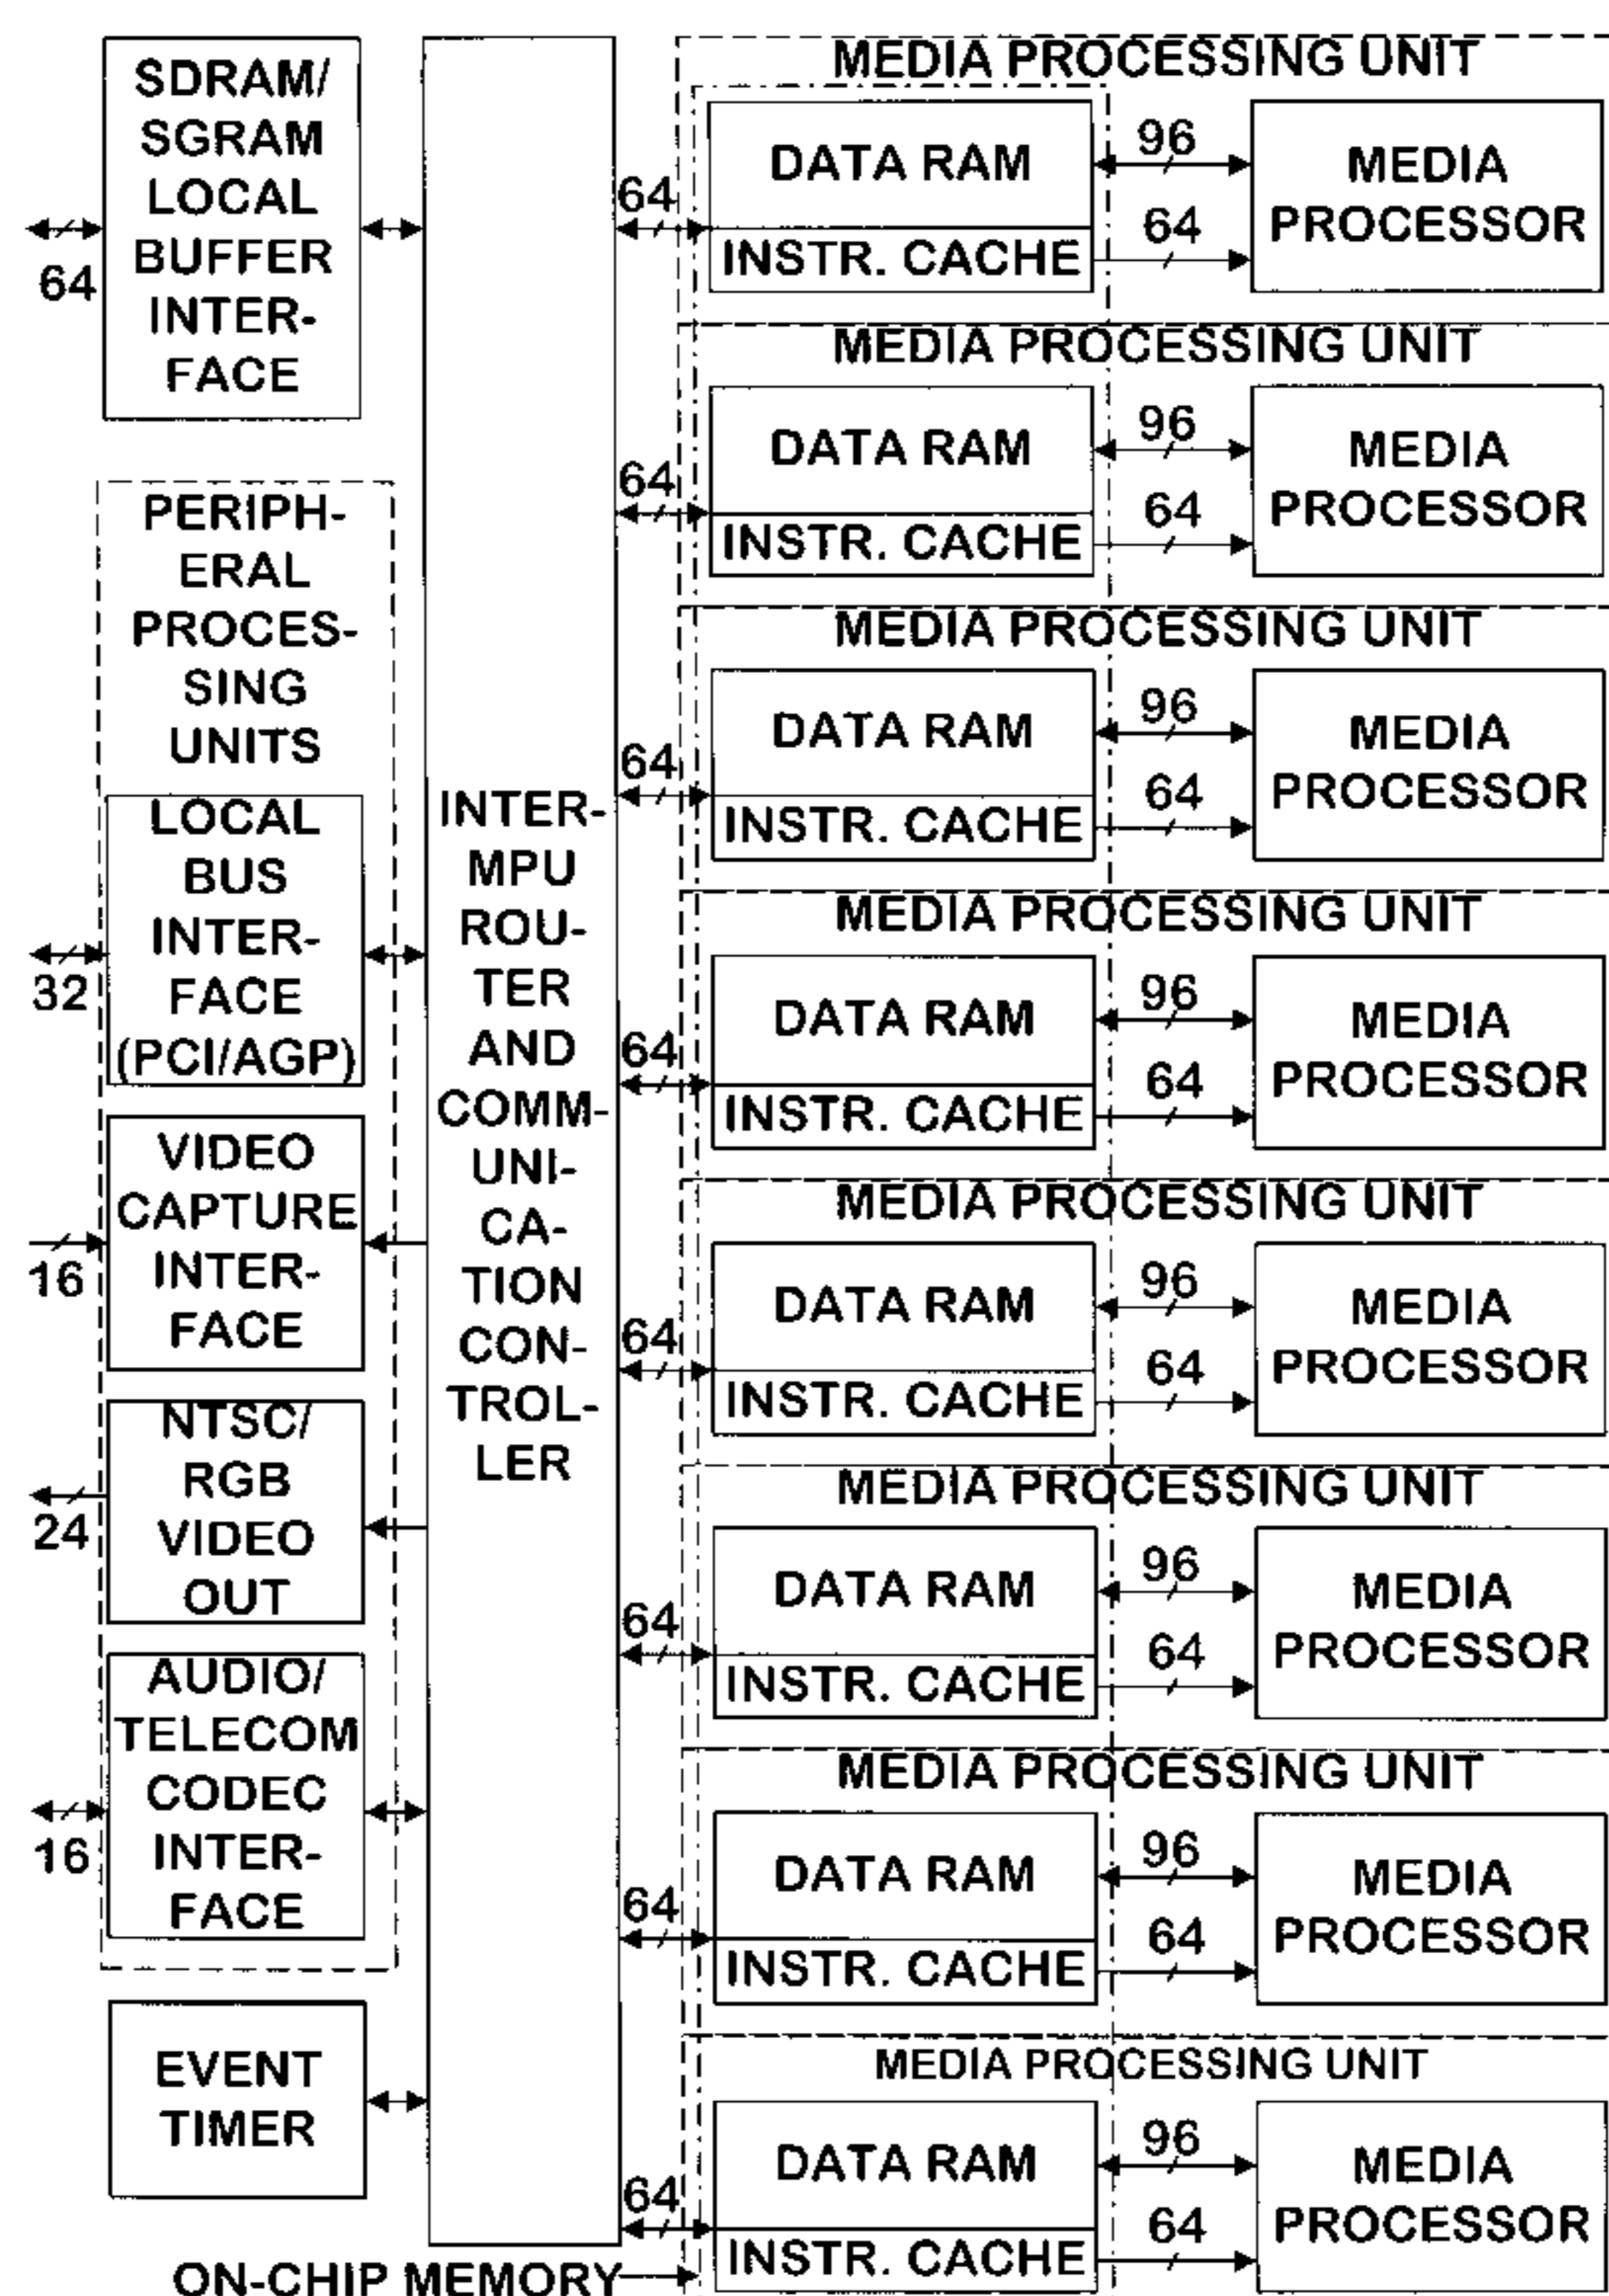 SDRAM/
SGRAM
LOCAL
BUFFER
INTER-
FACE
64
PERIPH-
ERAL
PROCES-
SING
UNITS
LOCAL
BUS
INTER-
FACE
(PCI/AGP)
32
VIDEO
CAPTURE
INTER-
FACE
16
NTSC/
RGB
VIDEO
OUT
24
AUDIO/
TELECOM
CODEC
INTER-
FACE
16
EVENT
TIMER
INTER-
MPU
ROU-
TER
AND
COMM-
UNI-
CA-
TION
CON-
TROL-
LER
MEDIA PROCESSING UNIT
64
DATA RAM
INSTR. CACHE
96
64
MEDIA
PROCESSOR
MEDIA PROCESSING UNIT
64
DATA RAM
INSTR. CACHE
96
64
MEDIA
PROCESSOR
MEDIA PROCESSING UNIT
64
DATA RAM
INSTR. CACHE
96
64
MEDIA
PROCESSOR
MEDIA PROCESSING UNIT
64
DATA RAM
INSTR. CACHE
96
64
MEDIA
PROCESSOR
MEDIA PROCESSING UNIT
64
DATA RAM
INSTR. CACHE
96
64
MEDIA
PROCESSOR
MEDIA PROCESSING UNIT
64
DATA RAM
INSTR. CACHE
96
64
MEDIA
PROCESSOR
MEDIA PROCESSING UNIT
64
DATA RAM
INSTR. CACHE
96
64
MEDIA
PROCESSOR
MEDIA PROCESSING UNIT
64
DATA RAM
INSTR. CACHE
96
64
MEDIA
PROCESSOR
ON-CHIP MEMORY